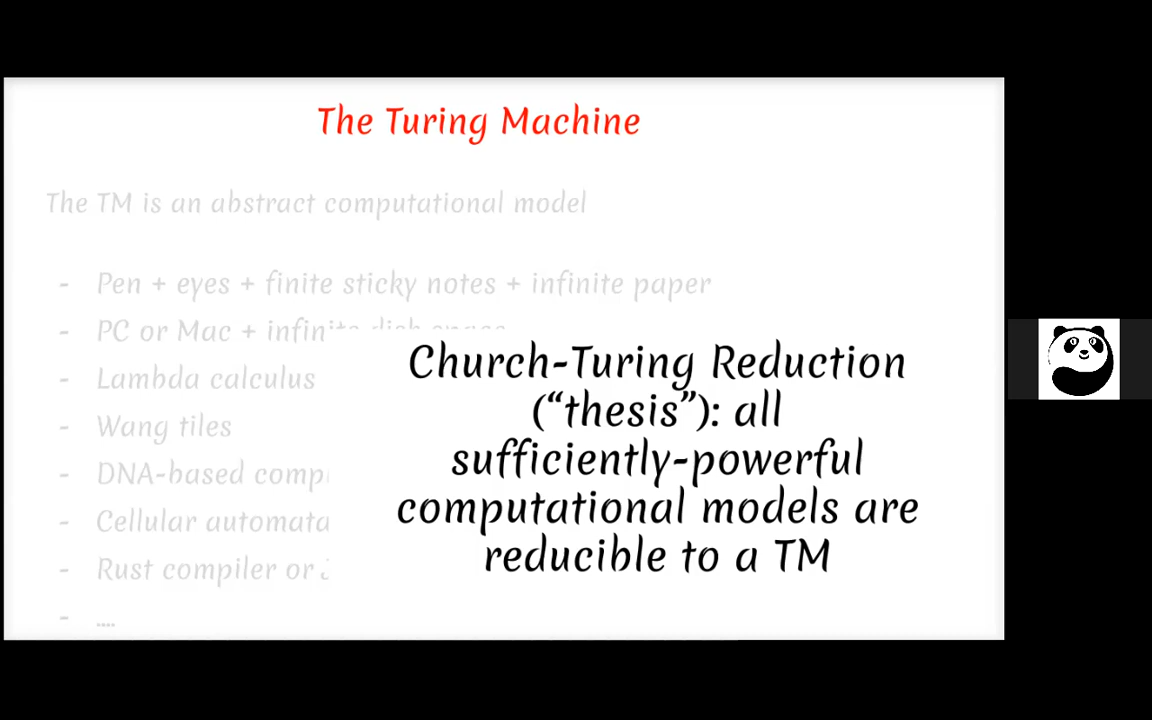 The Turing Machine
The TM is an abstract computational model
- Pen + eyes + finite sticky notes + infinite paper
- PC or Mac + infinite disk space
- Lambda calculus
- Wang tiles
- DNA-based comp
- Cellular automata
- Rust compiler or
- ....
Church-Turing Reduction
(“thesis”): all
sufficiently-powerful
computational models are
reducible to a TM